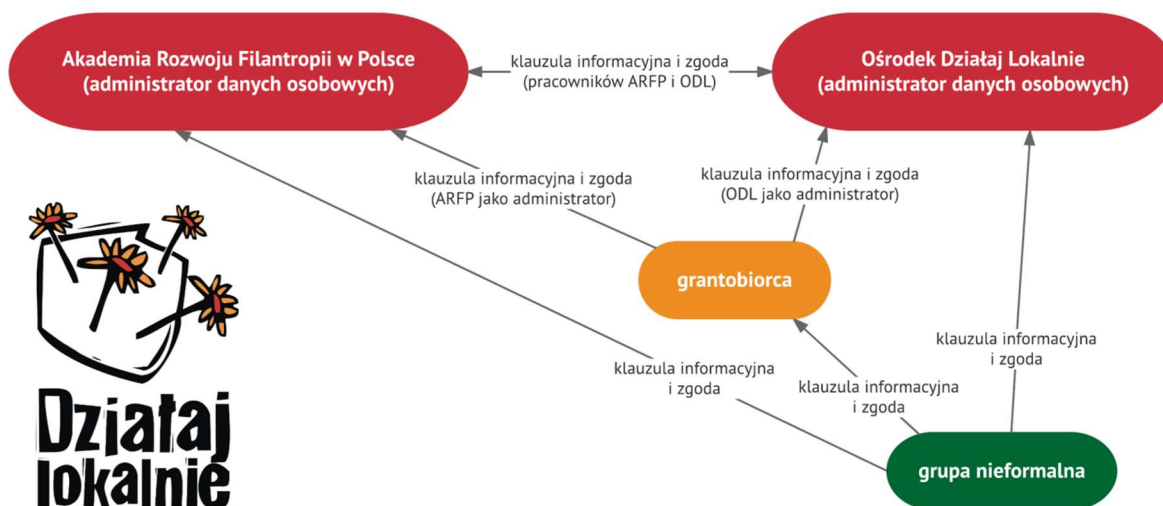 Akademia Rozwoju Filantropii w Polsce
(administrator danych osobowych)
klauzula informacyjna i zgoda
(pracowników ARFP i ODL)
Ośrodek Działaj Lokalnie
(administrator danych osobowych)
klauzula informacyjna i zgoda
(ARFP jako administrator)
klauzula informacyjna i zgoda
(ODL jako administrator)
grantobiorca
klauzula informacyjna
i zgoda
klauzula informacyjna
i zgoda
klauzula informacyjna
i zgoda
grupa nieformalna
Działaj
lokalnie